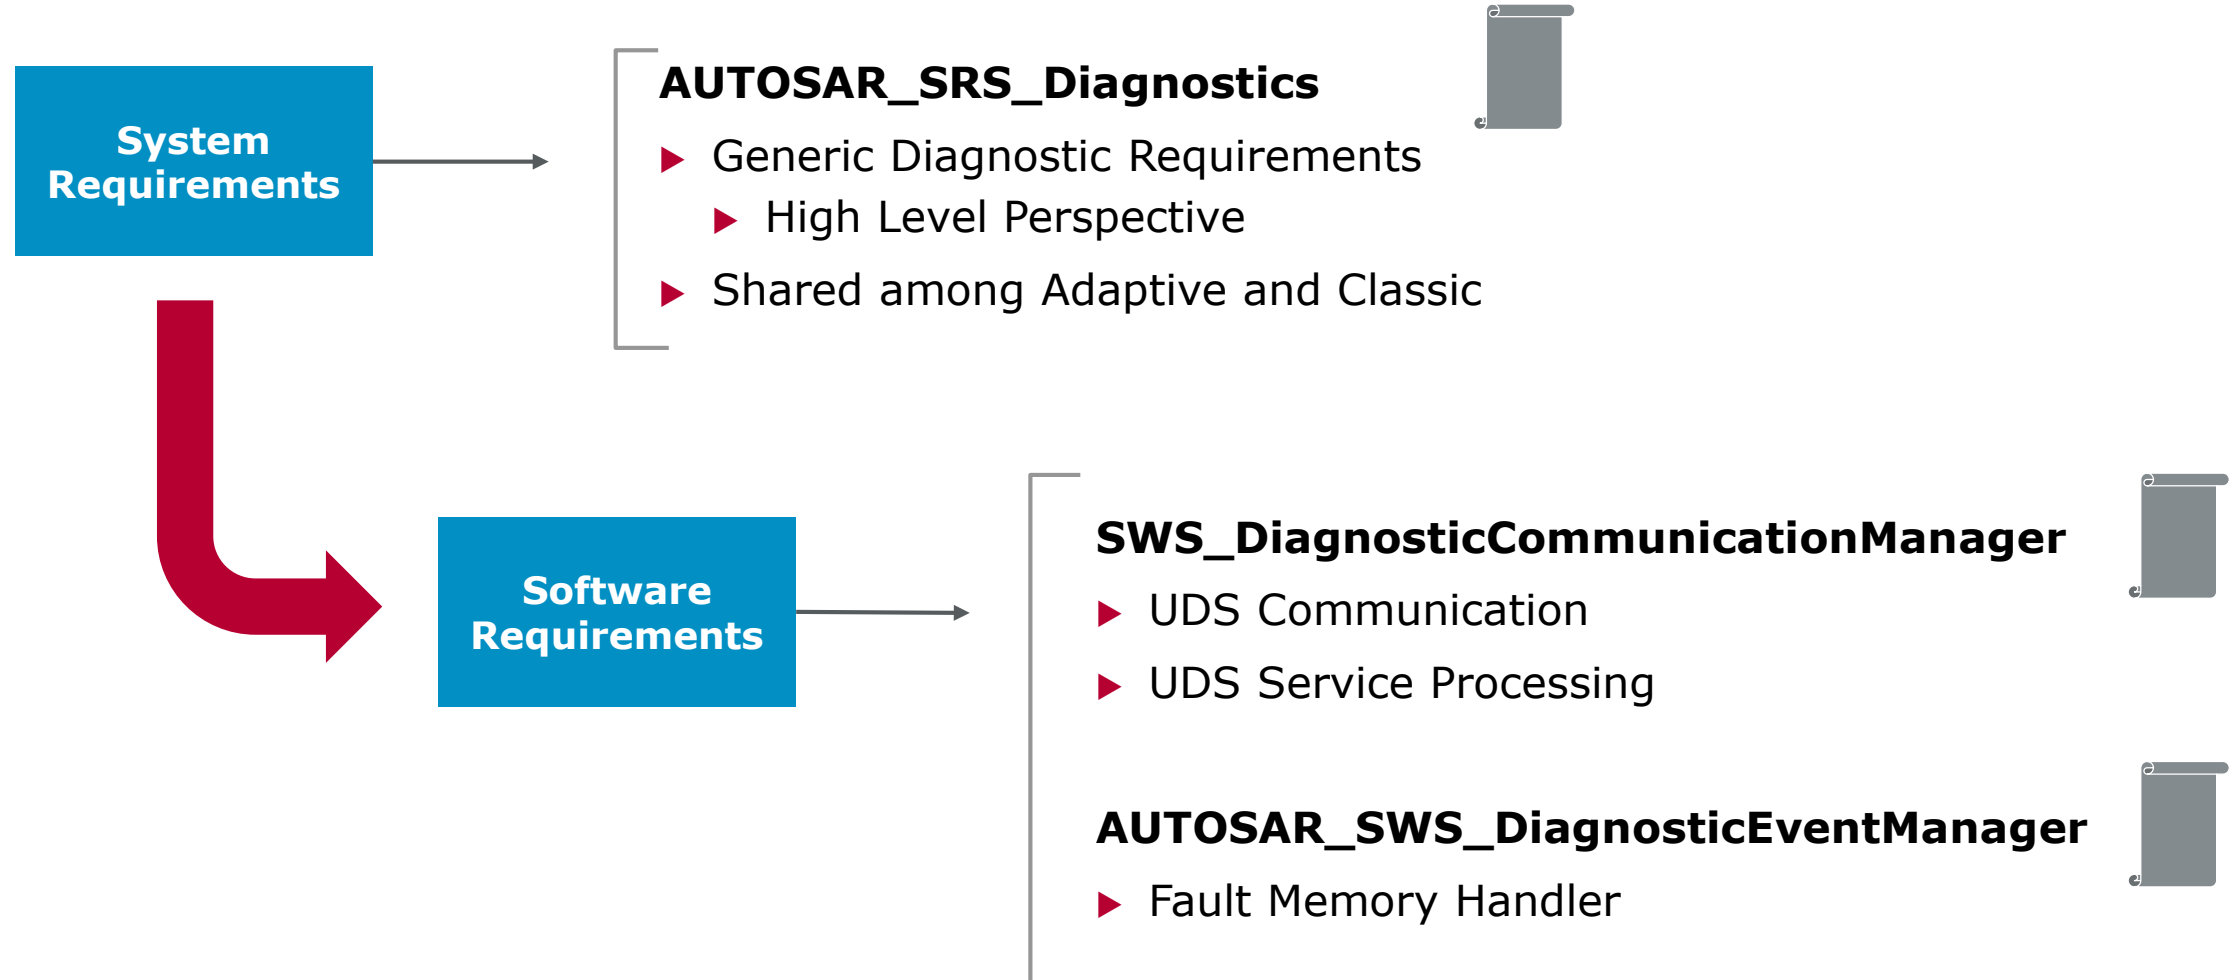 System
Requirements
AUTOSAR_SRS_Diagnostics
Generic Diagnostic Requirements
High Level Perspective
Shared among Adaptive and Classic
Software
Requirements
SWS_DiagnosticCommunicationManager
UDS Communication
UDS Service Processing
AUTOSAR_SWS_DiagnosticEventManager
Fault Memory Handler